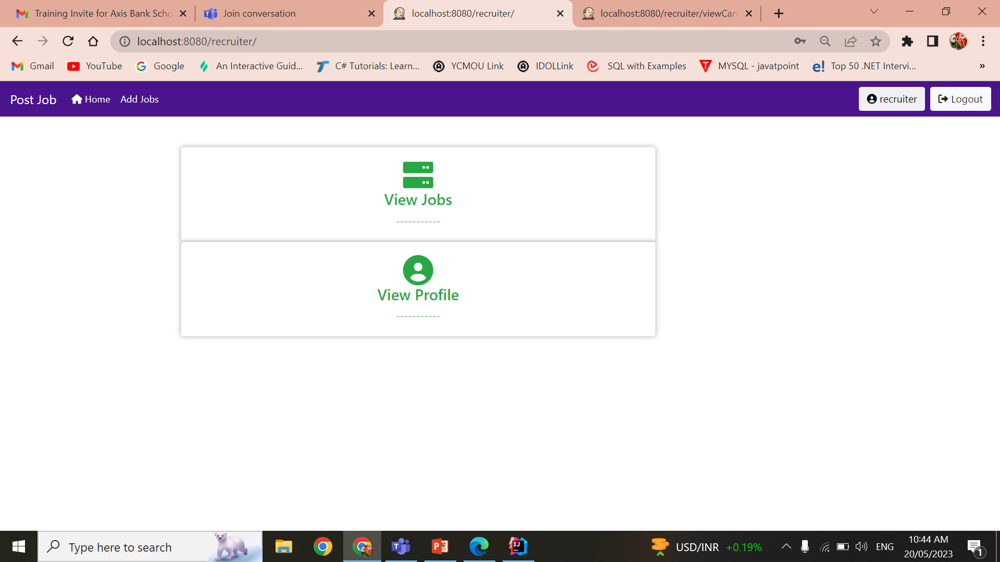 Training Invite for Axis Bank Scho
Join conversation
localhost:8080/recruiter/
localhost:8080/recruiter/viewCan
localhost:8080/recruiter/
Gmail
YouTube
Google
An Interactive Guid...
C# Tutorials: Learn...
YCMOU Link
IDOLLink
SQL with Examples
MYSQL - javatpoint
Top 50 .NET Intervi...
»
Post Job
Home
Add Jobs
recruiter
Logout
View Jobs
-----------
View Profile
-----------
Type here to search
USD/INR +0.19%
ENG
10:44 AM
20/05/2023
1